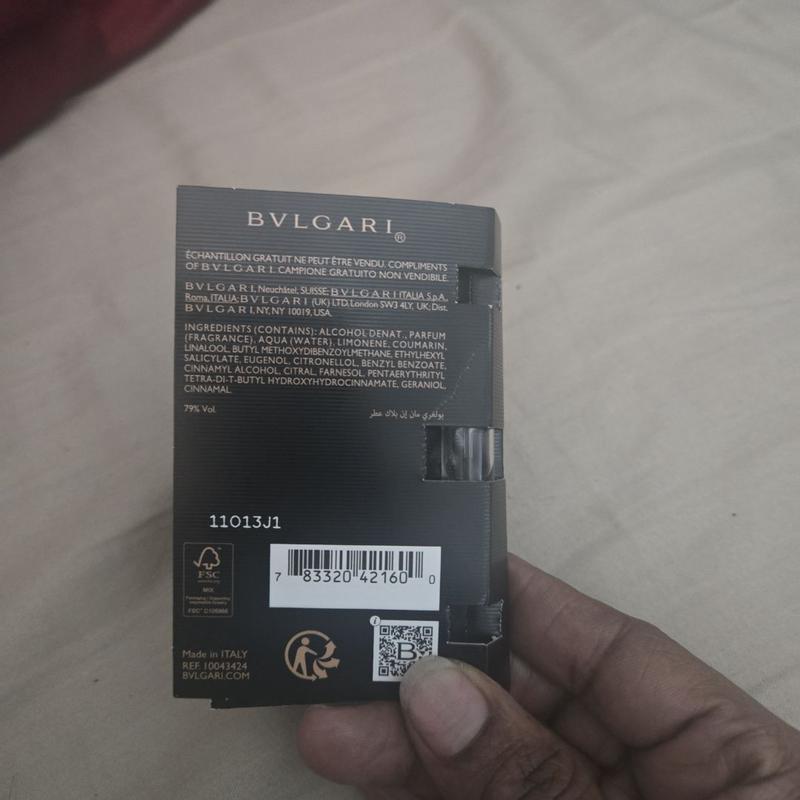 BVLGARI®
ÉCHANTILLON GRATUIT NE PEUT ÊTRE VENDU. COMPLIMENTS
OF BVLGARI. CAMPIONE GRATUITO NON VENDIBILE.
BVLGARI, Neuchâtel, SUISSE; BVLGARI ITALIA S.p.A.,
Roma, ITALIA; BVLGARI (UK) LTD. London SW3 4LY, UK; Dist.
BVLGARI, NY, NY 10019, USA.
INGREDIENTS (CONTAINS): ALCOHOL DENAT., PARFUM
(FRAGRANCE), AQUA (WATER), LIMONENE, COUMARIN,
LINALOOL, BUTYL METHOXYDIBENZOYLMETHANE, ETHYLHEXYL
SALICYLATE, EUGENOL, CITRONELLOL, BENZYL BENZOATE,
CINNAMYL ALCOHOL, CITRAL, FARNESOL, PENTAERYTHRITYL
TETRA-DI-T-BUTYL HYDROXYHYDROCINNAMATE, GERANIOL,
CINNAMAL.
79% Vol.
بولغري مان إن بلاك عطر
11013J1
FSC
MIX
7 83320 42160 0
i
B
Made in ITALY
REF. 10043424
BVLGARI.COM